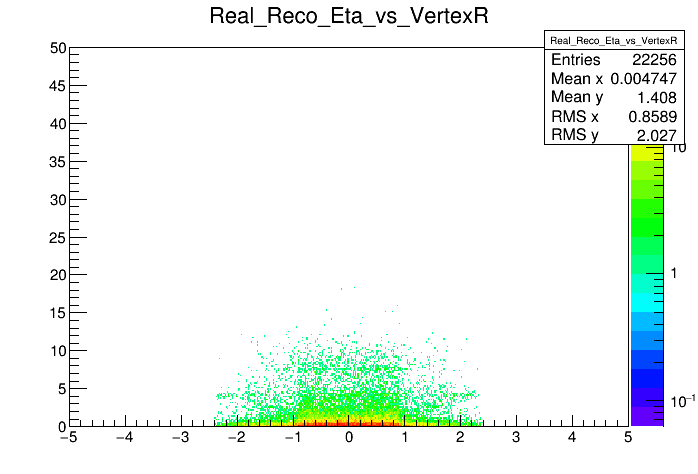 Real_Reco_Eta_vs_VertexR
Real_Reco_Eta_vs_VertexR
Entries 22256
Mean x 0.004747
Mean y 1.408
RMS x 0.8589
RMS y 2.027
50
45
40
35
30
25
20
15
10
5
0
−5 −4 −3 −2 −1 0 1 2 3 4 5
10
1
10⁻¹